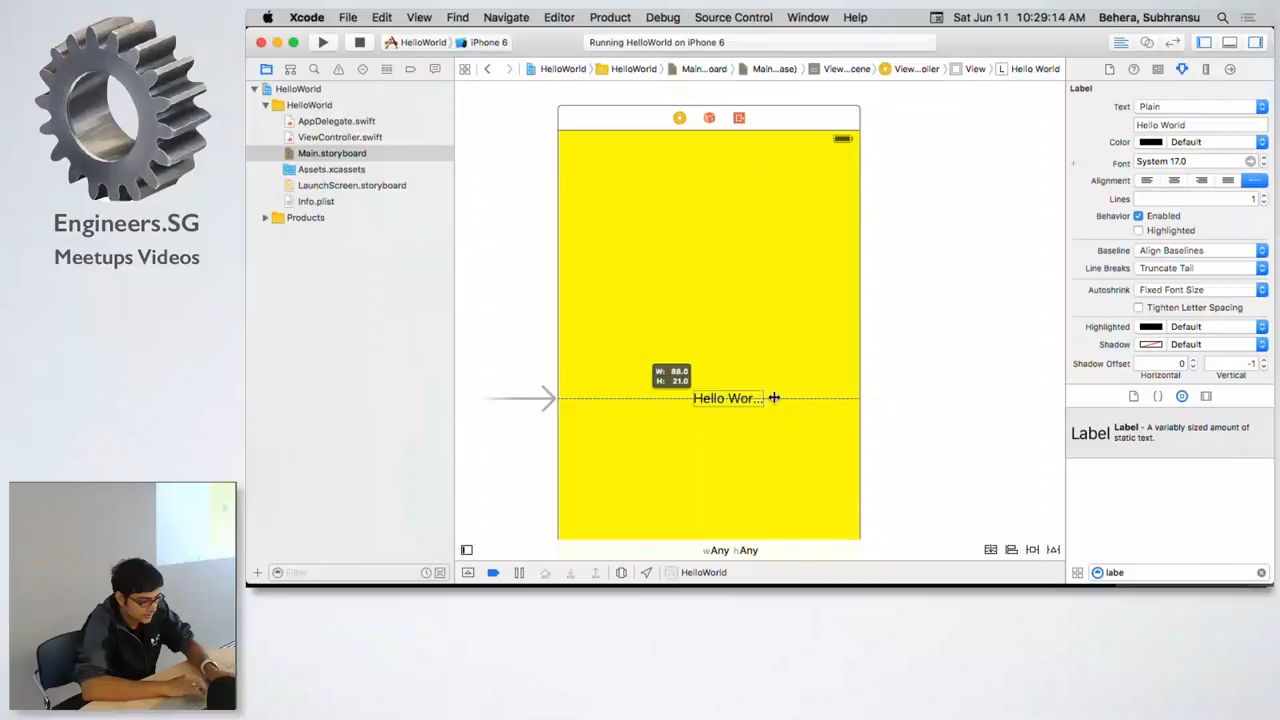 Engineers.SG
Meetups Videos
Xcode File Edit View Find Navigate Editor Product Debug Source Control Window Help
Sat Jun 11 10:29:14 AM Behera, Subhransu
HelloWorld iPhone 6
Running HelloWorld on iPhone 6
HelloWorld HelloWorld Main...oard Main...ase) View...cene View...oller View L Hello World
HelloWorld
HelloWorld
AppDelegate.swift
ViewController.swift
Main.storyboard
Assets.xcassets
LaunchScreen.storyboard
Info.plist
Products
Filter
W: 88.0
H: 21.0
Hello Wor...
wAny hAny
HelloWorld
Label
Text Plain
Hello World
Color Default
Font System 17.0
Alignment
Lines 1
Behavior Enabled
Highlighted
Baseline Align Baselines
Line Breaks Truncate Tail
Autoshrink Fixed Font Size
Tighten Letter Spacing
Highlighted Default
Shadow Default
Shadow Offset 0 -1
Horizontal Vertical
Label Label - A variably sized amount of
static text.
labe